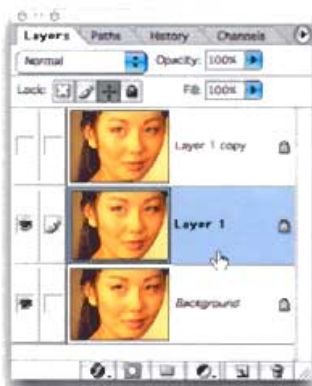 Layers Paths History Channels
Normal Opacity: 100%
Lock: Fill: 100%
Layer 1 copy
Layer 1
Background